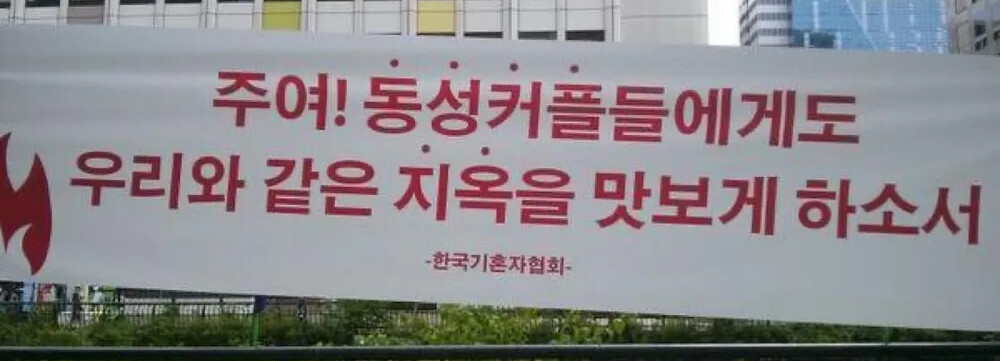 주여! 동성커플들에게도
우리와 같은 지옥을 맛보게 하소서
-한국기혼자협회-